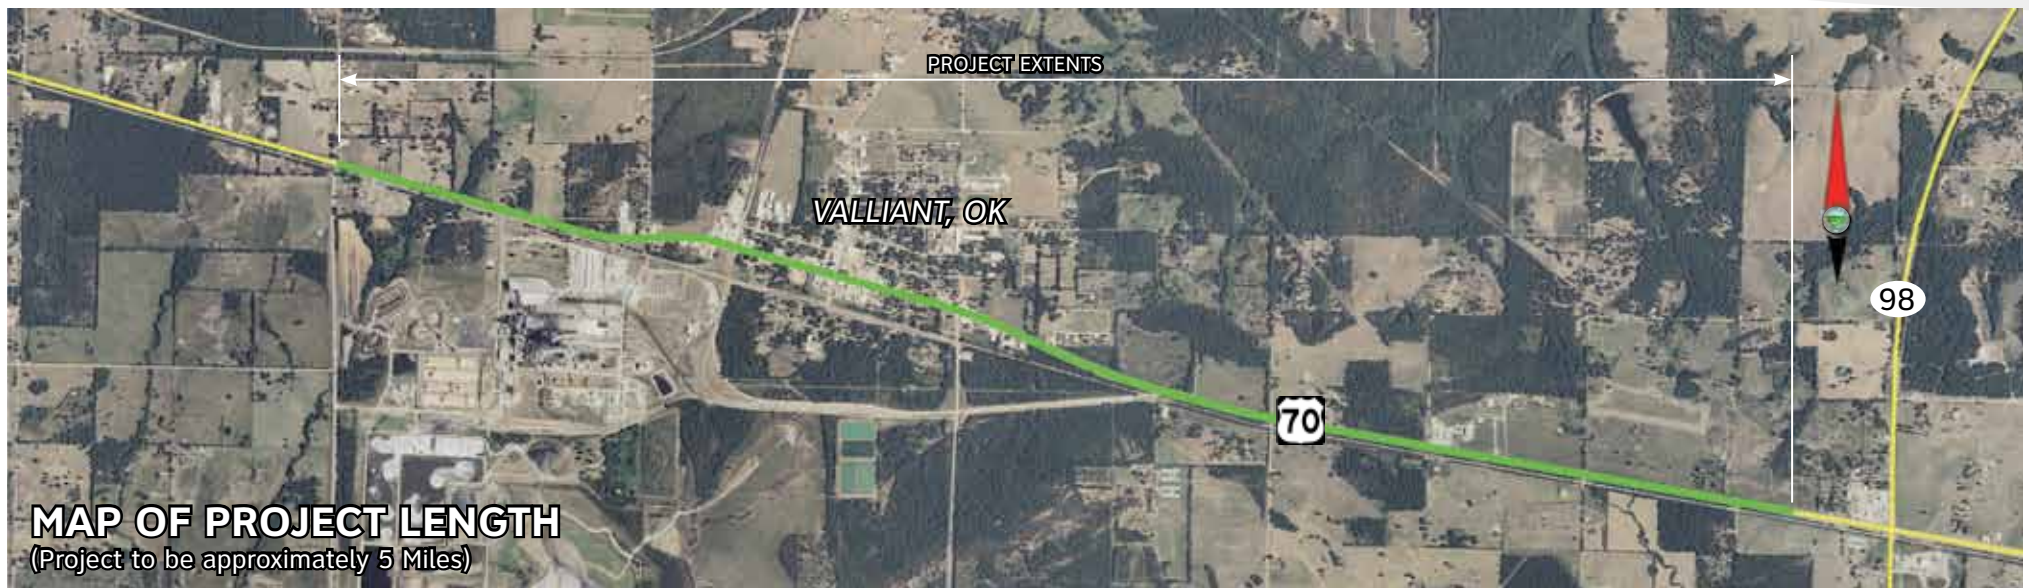 PROJECT EXTENTS
VALLIANT, OK
98
70
MAP OF PROJECT LENGTH
(Project to be approximately 5 Miles)